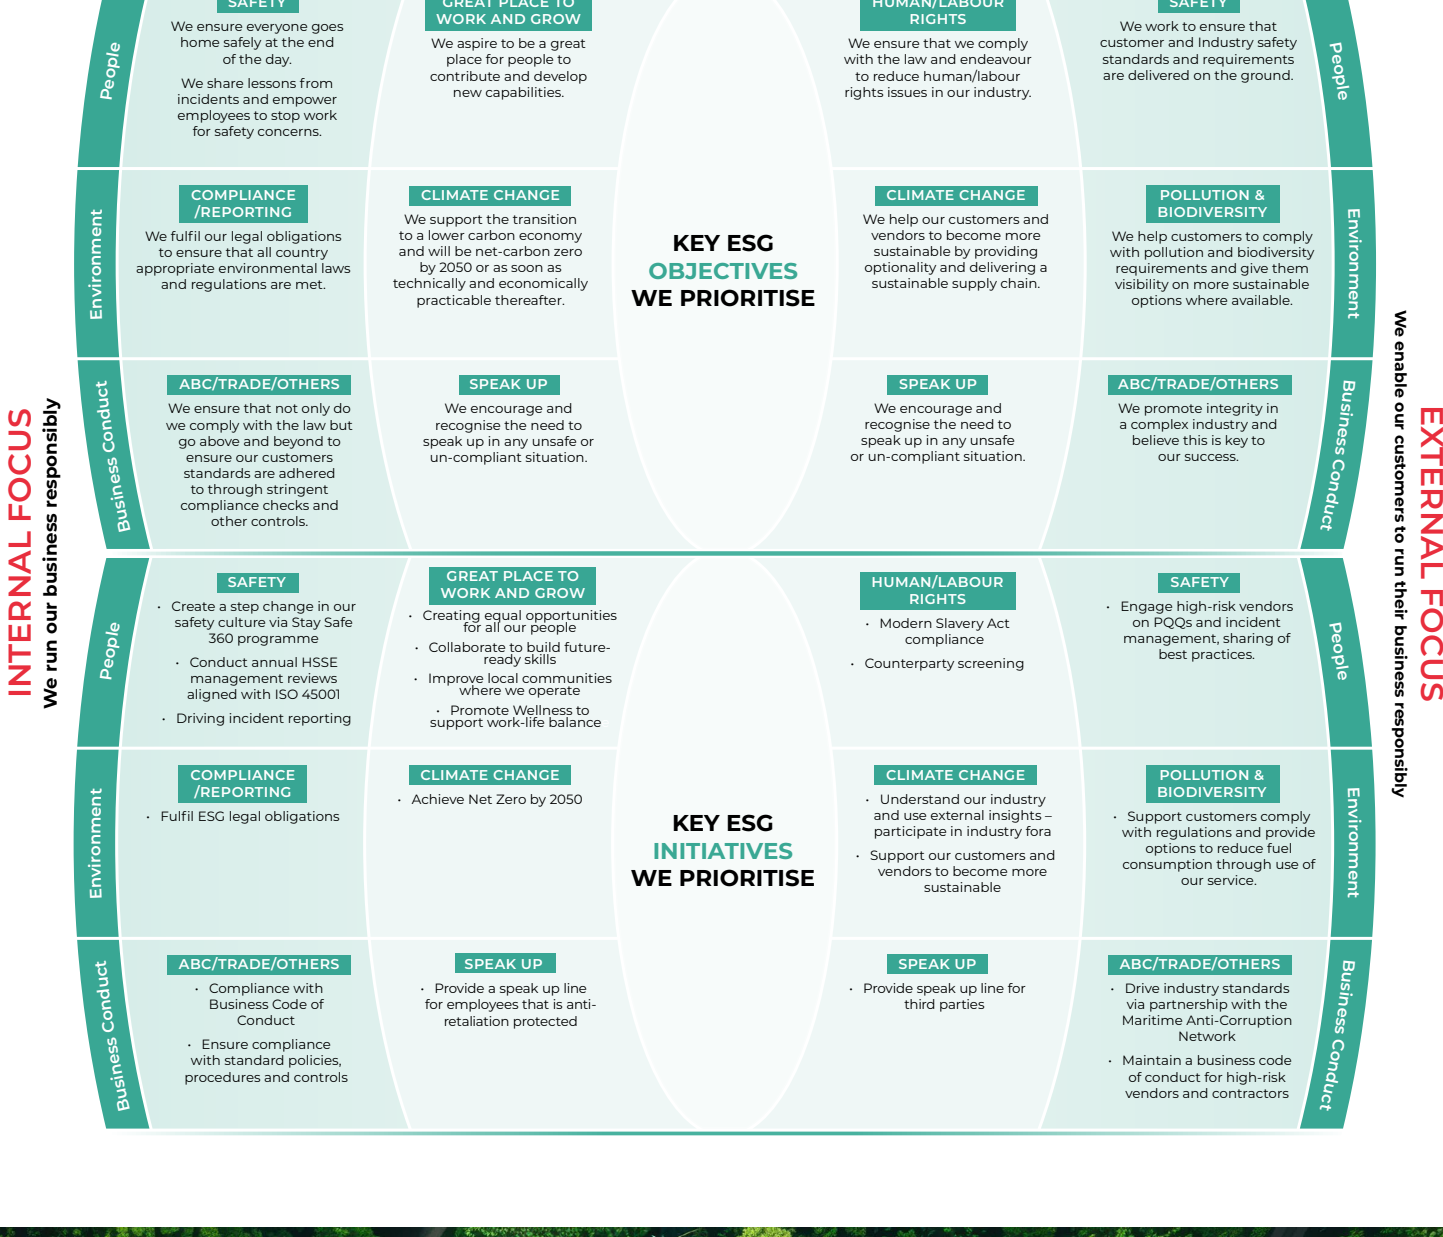 SAFETY
We ensure everyone goes
home safely at the end
of the day.
We share lessons from
incidents and empower
employees to stop work
for safety concerns.
GREAT PLACE TO
WORK AND GROW
We aspire to be a great
place for people to
contribute and develop
new capabilities.
HUMAN/LABOUR
RIGHTS
We ensure that we comply
with the law and endeavour
to reduce human/labour
rights issues in our industry.
SAFETY
We work to ensure that
customer and Industry safety
standards and requirements
are delivered on the ground.
People
People
Environment
COMPLIANCE
/REPORTING
We fulfil our legal obligations
to ensure that all country
appropriate environmental laws
and regulations are met.
CLIMATE CHANGE
We support the transition
to a lower carbon economy
and will be net-carbon zero
by 2050 or as soon as
technically and economically
practicable thereafter.
KEY ESG
OBJECTIVES
WE PRIORITISE
CLIMATE CHANGE
We help our customers and
vendors to become more
sustainable by providing
optionality and delivering a
sustainable supply chain.
POLLUTION &
BIODIVERSITY
We help customers to comply
with pollution and biodiversity
requirements and give them
visibility on more sustainable
options where available.
Environment
Business Conduct
ABC/TRADE/OTHERS
We ensure that not only do
we comply with the law but
go above and beyond to
ensure our customers
standards are adhered
to through stringent
compliance checks and
other controls.
SPEAK UP
We encourage and
recognise the need to
speak up in any unsafe or
un-compliant situation.
SPEAK UP
We encourage and
recognise the need to
speak up in any unsafe
or un-compliant situation.
ABC/TRADE/OTHERS
We promote integrity in
a complex industry and
believe this is key to
our success.
Business Conduct
INTERNAL FOCUS
We run our business responsibly
We enable our customers to run their business responsibly
EXTERNAL FOCUS
People
SAFETY
• Create a step change in our
safety culture via Stay Safe
360 programme
• Conduct annual HSSE
management reviews
aligned with ISO 45001
• Driving incident reporting
GREAT PLACE TO
WORK AND GROW
• Creating equal opportunities
for all our people
• Collaborate to build future-
ready skills
• Improve local communities
where we operate
• Promote Wellness to
support work-life balance
HUMAN/LABOUR
RIGHTS
• Modern Slavery Act
compliance
• Counterparty screening
SAFETY
• Engage high-risk vendors
on PQQs and incident
management, sharing of
best practices.
People
Environment
COMPLIANCE
/REPORTING
• Fulfil ESG legal obligations
CLIMATE CHANGE
• Achieve Net Zero by 2050
KEY ESG
INITIATIVES
WE PRIORITISE
CLIMATE CHANGE
• Understand our industry
and use external insights –
participate in industry fora
• Support our customers and
vendors to become more
sustainable
POLLUTION &
BIODIVERSITY
• Support customers comply
with regulations and provide
options to reduce fuel
consumption through use of
our service.
Environment
Business Conduct
ABC/TRADE/OTHERS
• Compliance with
Business Code of
Conduct
• Ensure compliance
with standard policies,
procedures and controls
SPEAK UP
• Provide a speak up line
for employees that is anti-
retaliation protected
SPEAK UP
• Provide speak up line for
third parties
ABC/TRADE/OTHERS
• Drive industry standards
via partnership with the
Maritime Anti-Corruption
Network
• Maintain a business code
of conduct for high-risk
vendors and contractors
Business Conduct